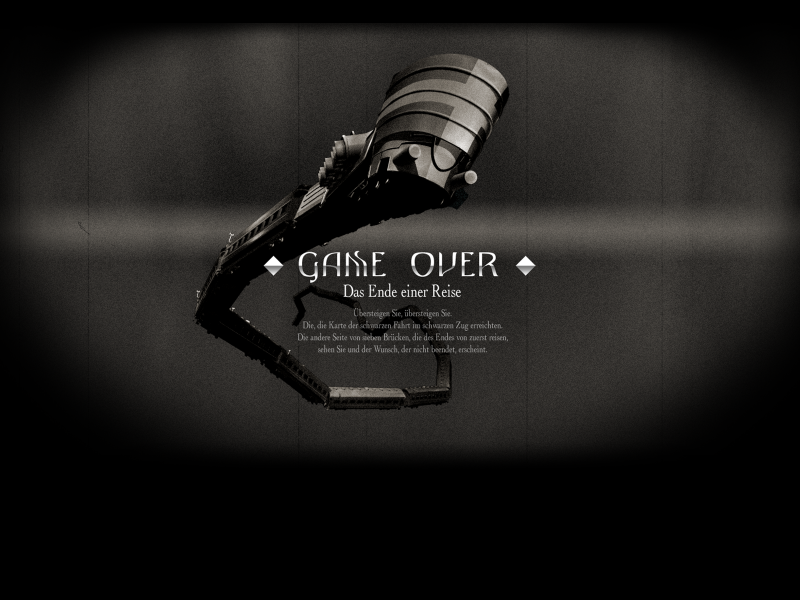 GAME OVER
Das Ende einer Reise
Übersteigen Sie, übersteigen Sie.
Die, die Karte der schwarzen Fahrt im schwarzen Zug erreichten.
Die andere Seite von sieben Brücken, die des Endes von zuerst reisen,
sehen Sie und der Wunsch, der nicht beendet, erscheint.